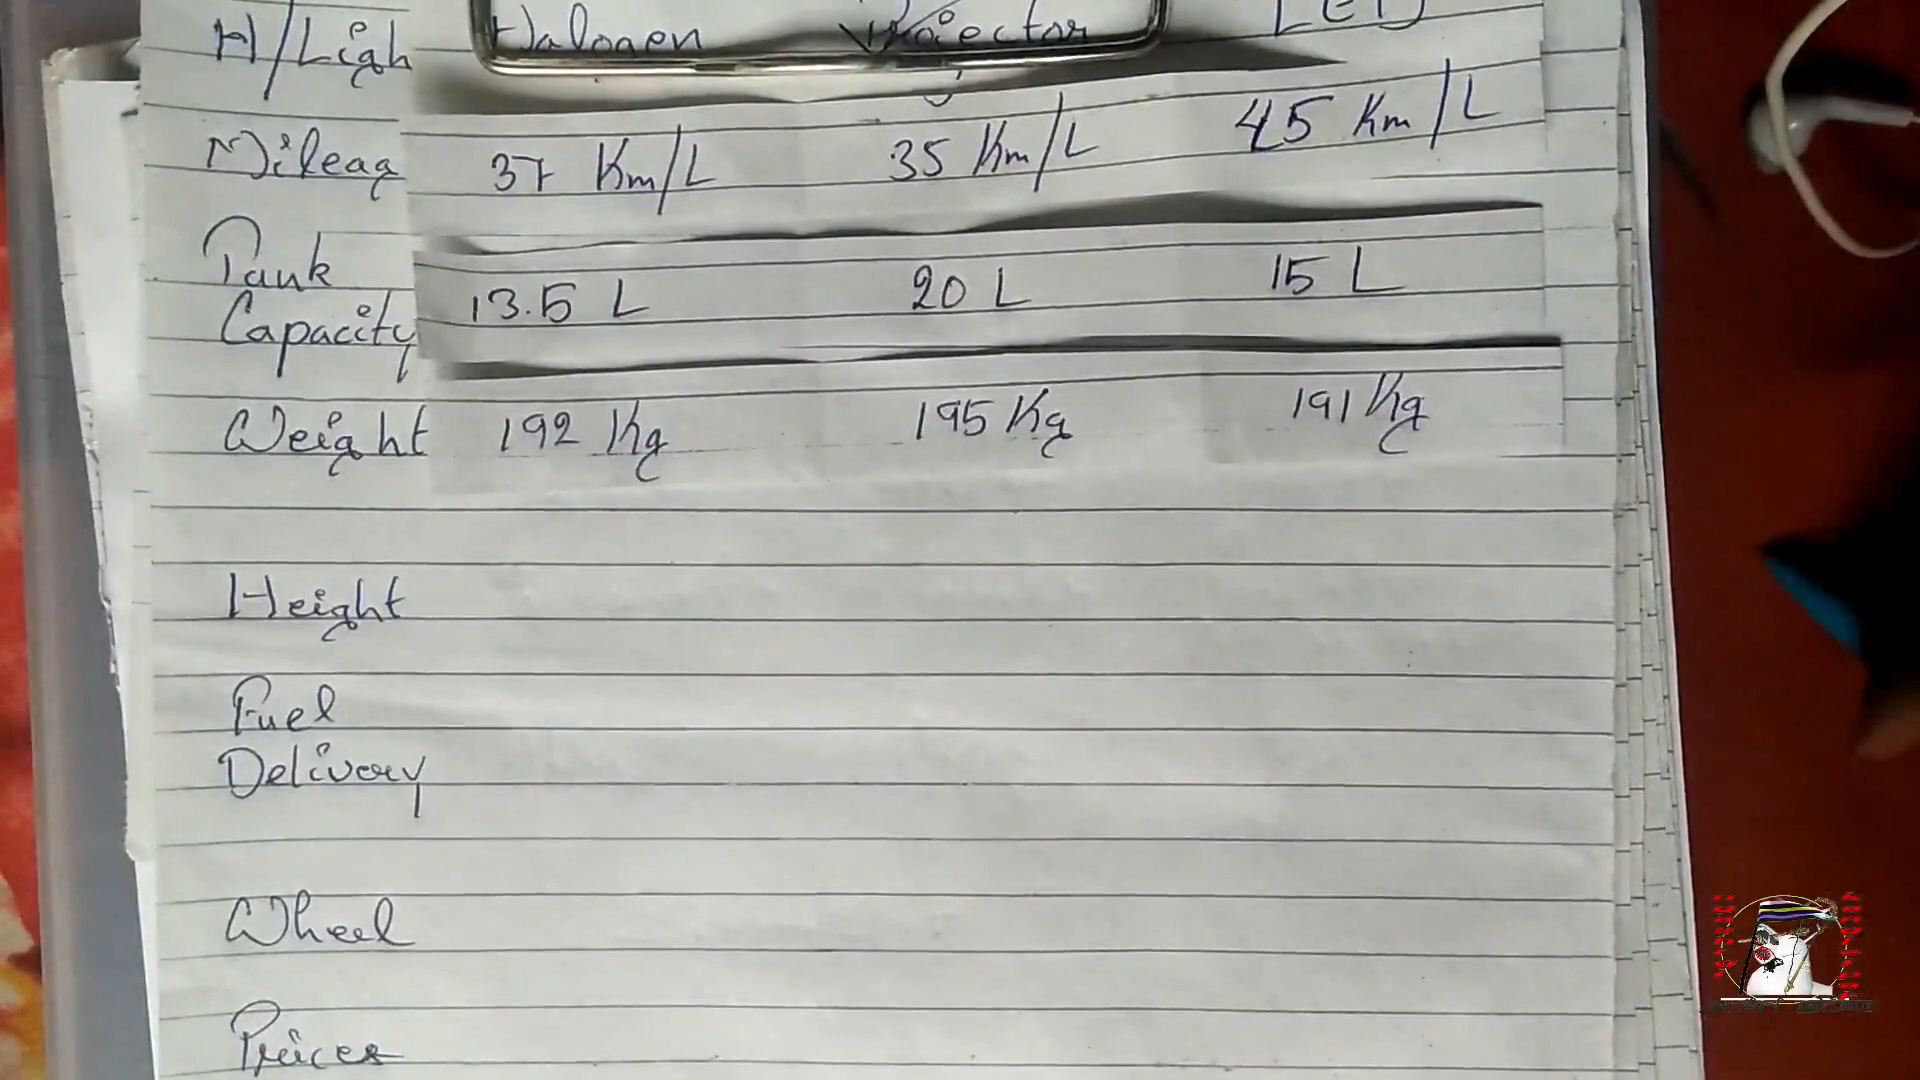 H/Ligh Halogen Projector LED
Mileag 37 Km/L 35 Km/L 45 Km/L
Tank
Capacity 13.5 L 20 L 15 L
Weight 192 Kg 195 Kg 191 Kg
Height
Fuel
Delivery
Wheel
Prices